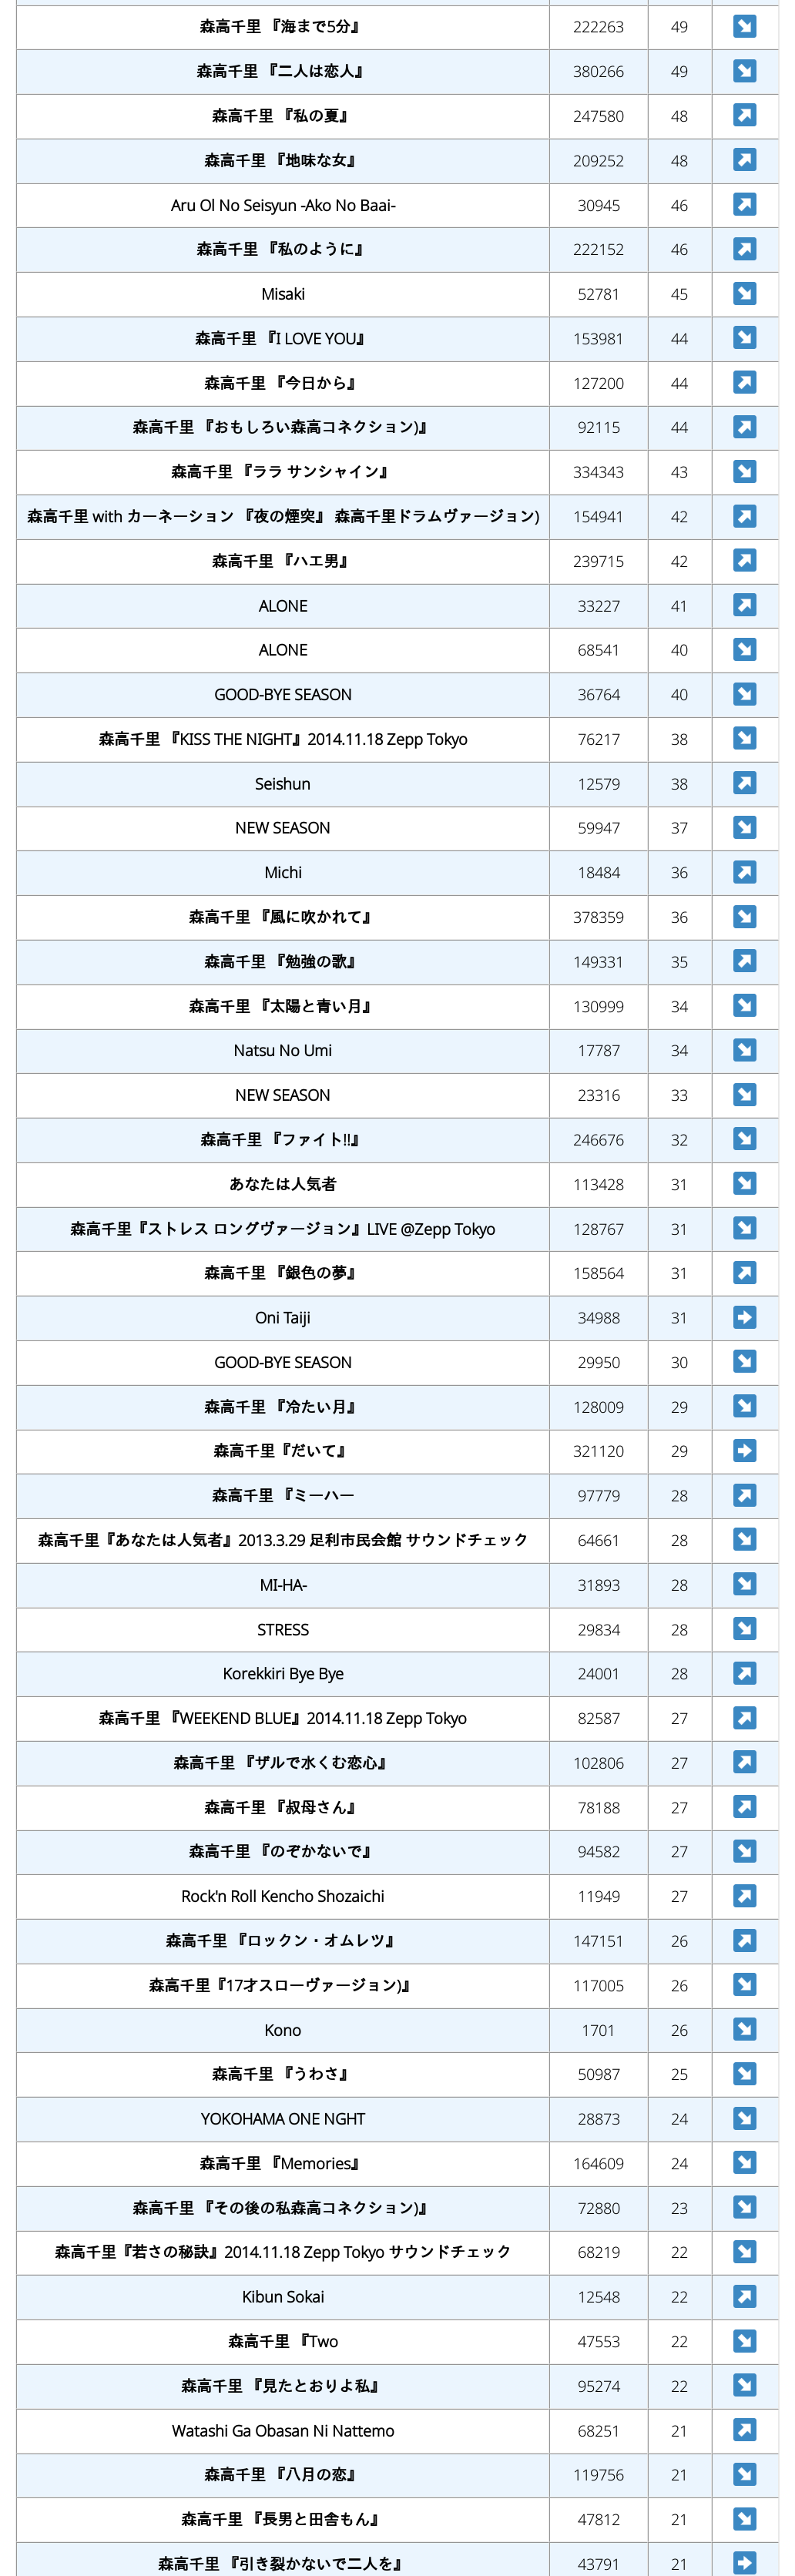 森高千里 『海まで5分』 222263 49
森高千里 『二人は恋人』 380266 49
森高千里 『私の夏』 247580 48
森高千里 『地味な女』 209252 48
Aru Ol No Seisyun -Ako No Baai- 30945 46
森高千里 『私のように』 222152 46
Misaki 52781 45
森高千里 『I LOVE YOU』 153981 44
森高千里 『今日から』 127200 44
森高千里 『おもしろい森高コネクション)』 92115 44
森高千里 『ララ サンシャイン』 334343 43
森高千里 with カーネーション 『夜の煙突』 森高千里ドラムヴァージョン) 154941 42
森高千里 『ハエ男』 239715 42
ALONE 33227 41
ALONE 68541 40
GOOD-BYE SEASON 36764 40
森高千里 『KISS THE NIGHT』2014.11.18 Zepp Tokyo 76217 38
Seishun 12579 38
NEW SEASON 59947 37
Michi 18484 36
森高千里 『風に吹かれて』 378359 36
森高千里 『勉強の歌』 149331 35
森高千里 『太陽と青い月』 130999 34
Natsu No Umi 17787 34
NEW SEASON 23316 33
森高千里 『ファイト!!』 246676 32
あなたは人気者 113428 31
森高千里『ストレス ロングヴァージョン』LIVE @Zepp Tokyo 128767 31
森高千里 『銀色の夢』 158564 31
Oni Taiji 34988 31
GOOD-BYE SEASON 29950 30
森高千里 『冷たい月』 128009 29
森高千里『だいて』 321120 29
森高千里 『ミーハー 97779 28
森高千里『あなたは人気者』2013.3.29 足利市民会館 サウンドチェック 64661 28
MI-HA- 31893 28
STRESS 29834 28
Korekkiri Bye Bye 24001 28
森高千里 『WEEKEND BLUE』2014.11.18 Zepp Tokyo 82587 27
森高千里 『ザルで水くむ恋心』 102806 27
森高千里 『叔母さん』 78188 27
森高千里 『のぞかないで』 94582 27
Rock'n Roll Kencho Shozaichi 11949 27
森高千里 『ロックン・オムレツ』 147151 26
森高千里『17才スローヴァージョン)』 117005 26
Kono 1701 26
森高千里 『うわさ』 50987 25
YOKOHAMA ONE NGHT 28873 24
森高千里 『Memories』 164609 24
森高千里 『その後の私森高コネクション)』 72880 23
森高千里『若さの秘訣』2014.11.18 Zepp Tokyo サウンドチェック 68219 22
Kibun Sokai 12548 22
森高千里 『Two 47553 22
森高千里 『見たとおりよ私』 95274 22
Watashi Ga Obasan Ni Nattemo 68251 21
森高千里 『八月の恋』 119756 21
森高千里 『長男と田舎もん』 47812 21
森高千里 『引き裂かないで二人を』 43791 21